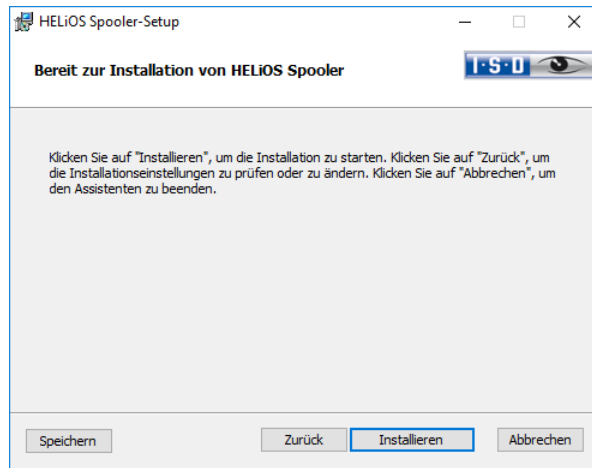 HELiOS Spooler-Setup
Bereit zur Installation von HELiOS Spooler
I·S·D
Klicken Sie auf "Installieren", um die Installation zu starten. Klicken Sie auf "Zurück", um
die Installationseinstellungen zu prüfen oder zu ändern. Klicken Sie auf "Abbrechen", um
den Assistenten zu beenden.
Speichern
Zurück
Installieren
Abbrechen